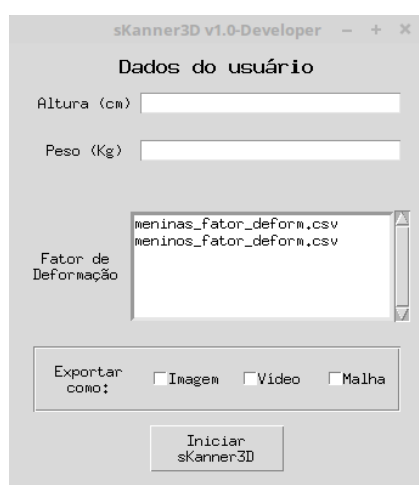 sKanner3D v1.0-Developer
Dados do usuário
Altura (cm)
Peso (Kg)
meninas_fator_deform.csv
meninos_fator_deform.csv
Fator de
Deformação
Exportar
como:
Imagem
Vídeo
Malha
Iniciar
sKanner3D